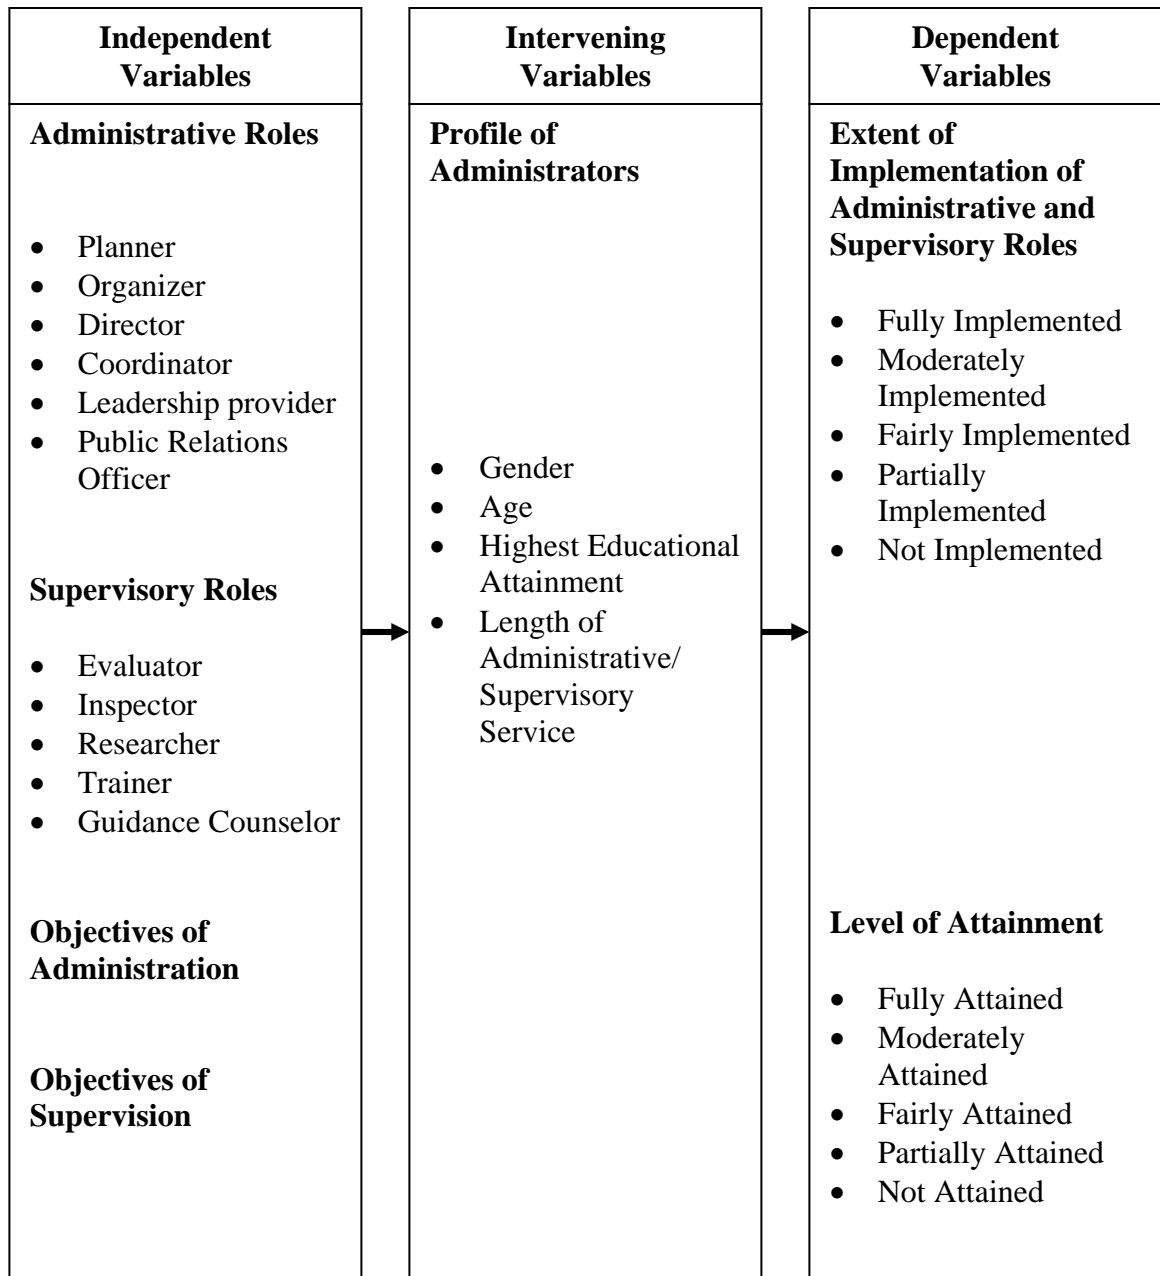 Independent
Variables
Administrative Roles
• Planner
• Organizer
• Director
• Coordinator
• Leadership provider
• Public Relations
Officer
Supervisory Roles
• Evaluator
• Inspector
• Researcher
• Trainer
• Guidance Counselor
Objectives of
Administration
Objectives of
Supervision
Intervening
Variables
Profile of
Administrators
• Gender
• Age
• Highest Educational
Attainment
• Length of
Administrative/
Supervisory
Service
Dependent
Variables
Extent of
Implementation of
Administrative and
Supervisory Roles
• Fully Implemented
• Moderately
Implemented
• Fairly Implemented
• Partially
Implemented
• Not Implemented
Level of Attainment
• Fully Attained
• Moderately
Attained
• Fairly Attained
• Partially Attained
• Not Attained